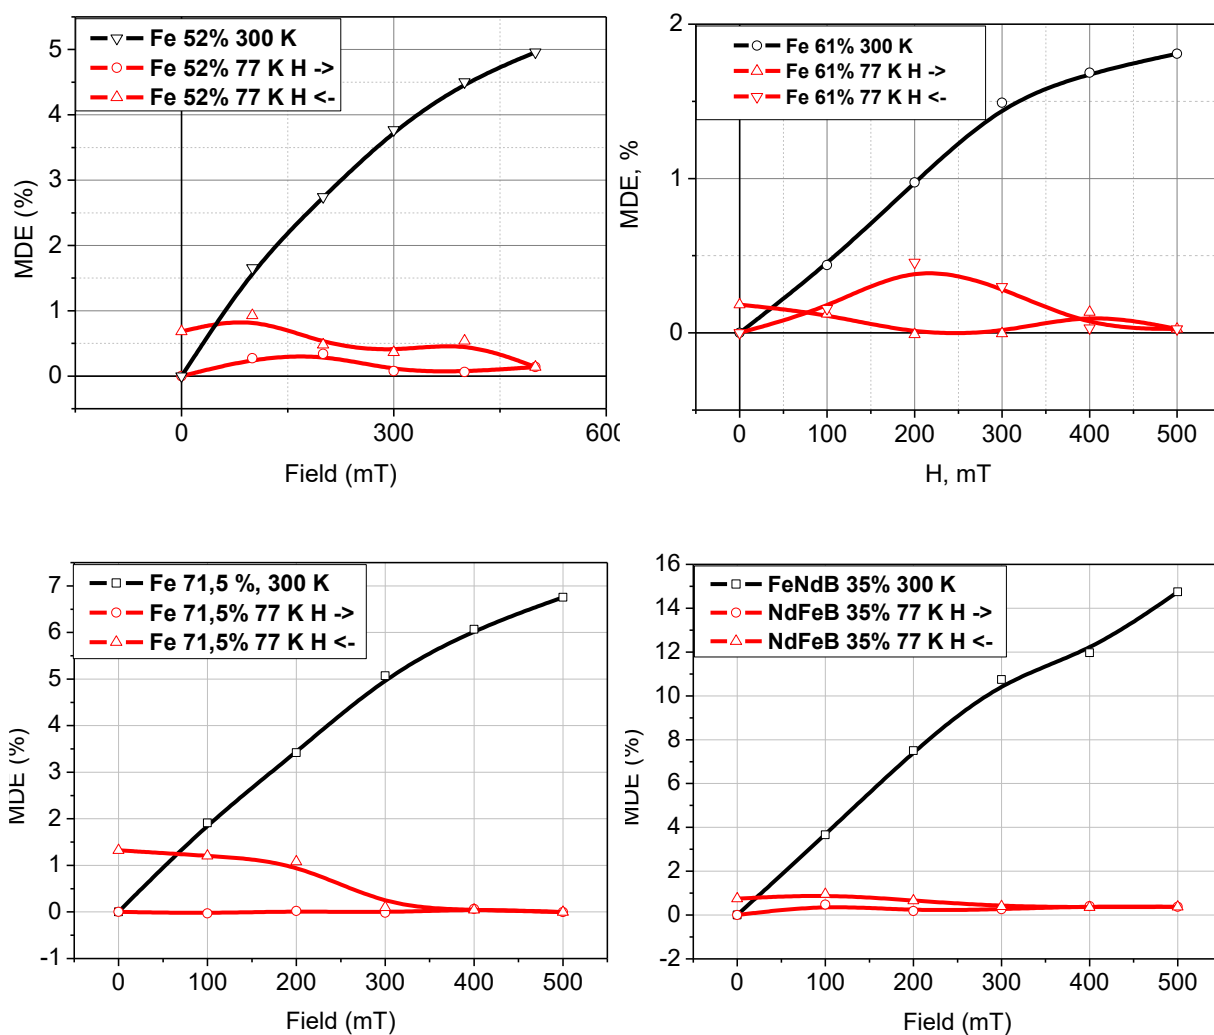 Fe 52% 300 K
Fe 52% 77 K H ->
Fe 52% 77 K H <-
5
4
3
2
1
0
MDE (%)
0 300 600
Field (mT)
Fe 61% 300 K
Fe 61% 77 K H ->
Fe 61% 77 K H <-
2
1
0
MDE, %
0 100 200 300 400 500
H, mT
Fe 71,5 %, 300 K
Fe 71,5% 77 K H ->
Fe 71,5% 77 K H <-
7
6
5
4
3
2
1
0
-1
MDE (%)
0 100 200 300 400 500
Field (mT)
FeNdB 35% 300 K
NdFeB 35% 77 K H ->
NdFeB 35% 77 K H <-
16
14
12
10
8
6
4
2
0
-2
MDE (%)
0 100 200 300 400 500
Field (mT)